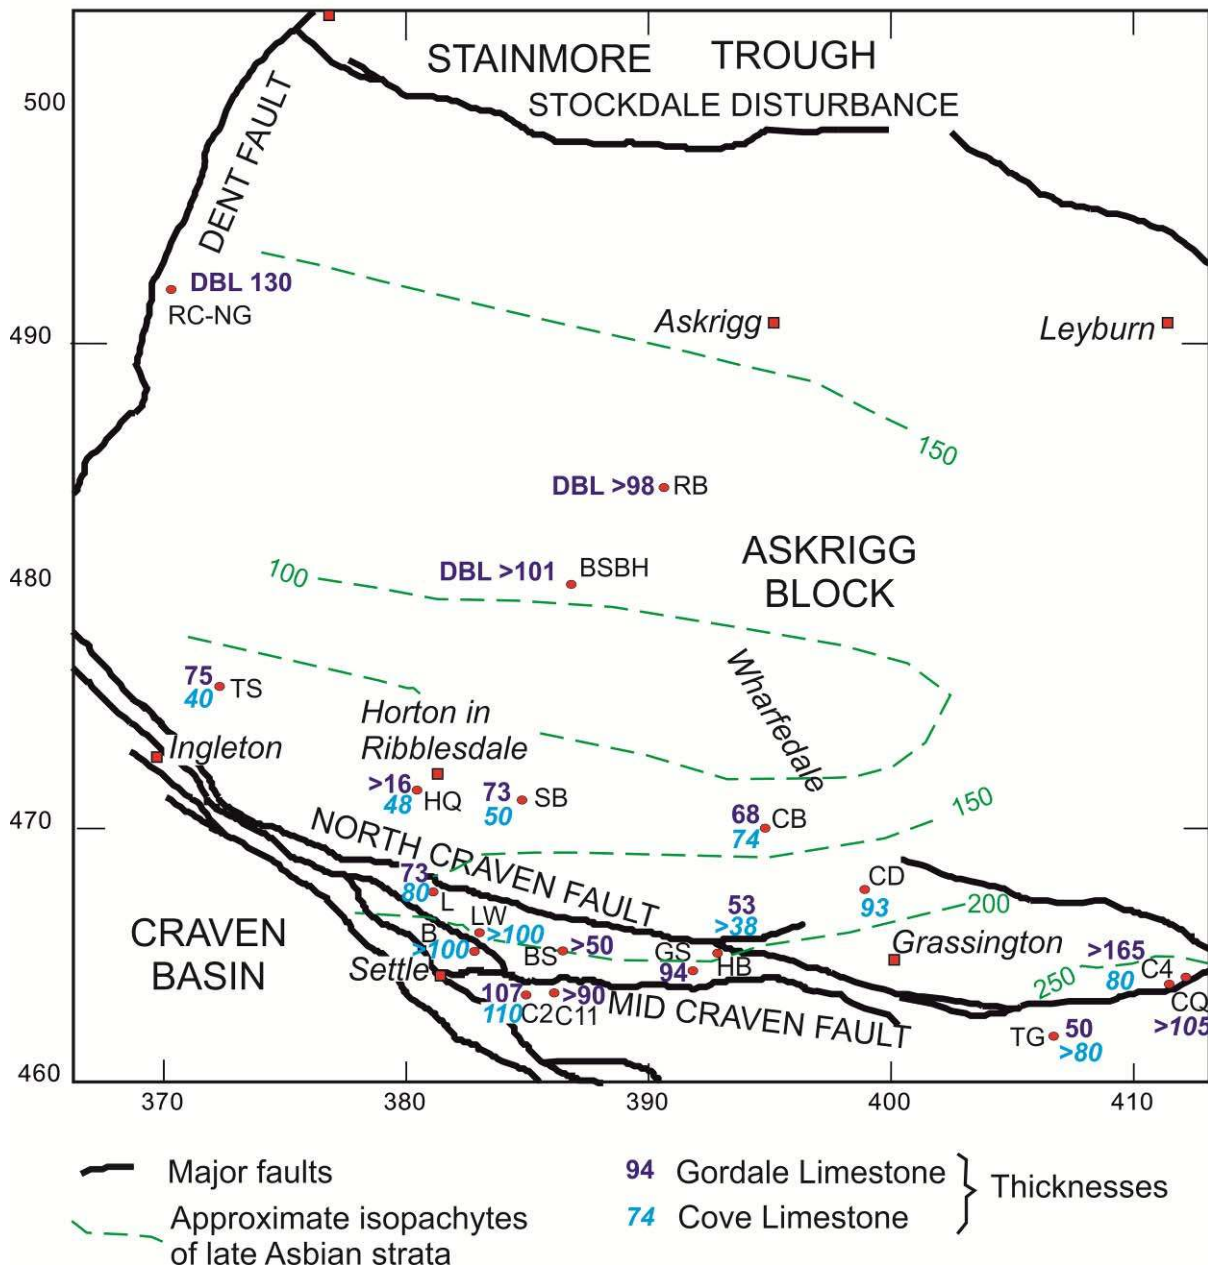 STAINMORE TROUGH
STOCKDALE DISTURBANCE
500
DENT FAULT
DBL 130
RC-NG
490
Askrigg
Leyburn
150
DBL >98 RB
ASKRIGG
BLOCK
480
100
DBL >101
BSBH
Wharfedale
75
40
TS
Horton in
Ribblesdale
Ingleton
>16
48
HQ
73
50
SB
68
74
CB
150
470
NORTH CRAVEN FAULT
73
80
L
CD
93
200
LW
>100
B
>100
BS
>50
53
>38
GS
94
HB
Grassington
CRAVEN
BASIN
Settle
>165
80
C4
250
CQ
>105
107
110
C2
>90
C11
MID CRAVEN FAULT
TG
50
>80
460
370
380
390
400
410
Major faults
Approximate isopachytes
of late Asbian strata
94 Gordale Limestone
74 Cove Limestone
Thicknesses